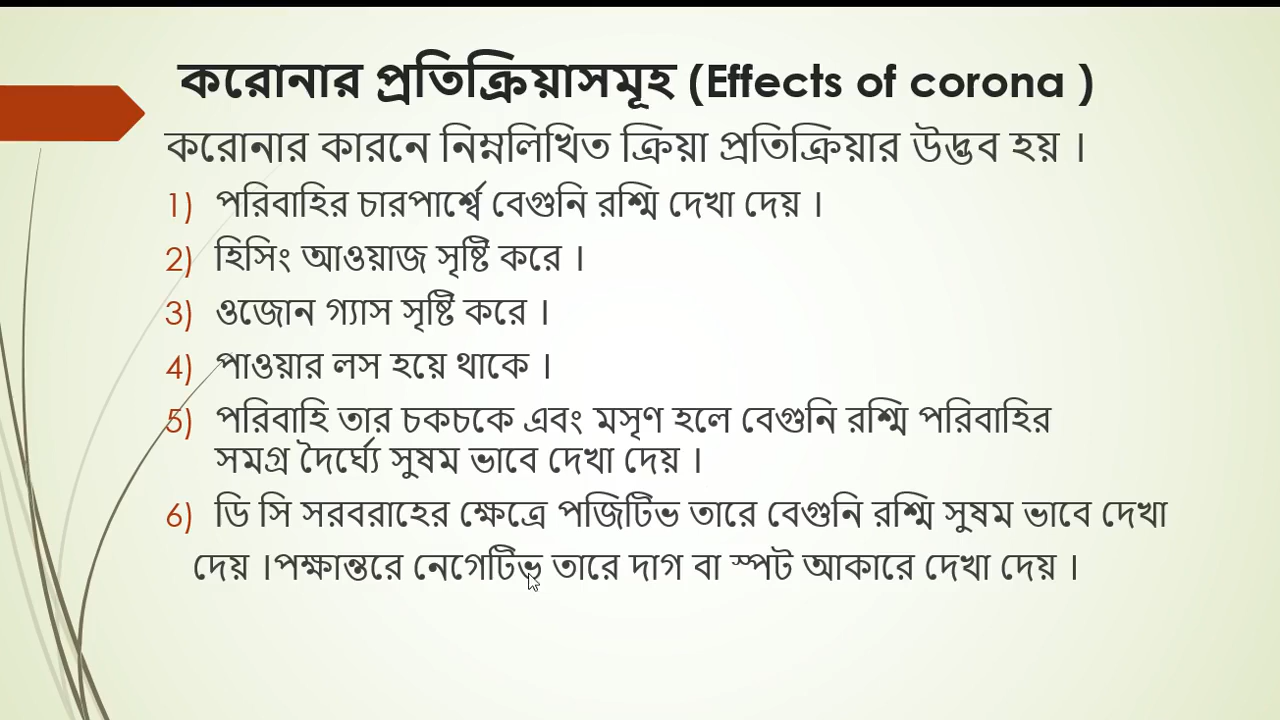 করোনার প্রতিক্রিয়াসমূহ (Effects of corona )
করোনার কারনে নিম্নলিখিত ক্রিয়া প্রতিক্রিয়ার উদ্ভব হয় ।
1) পরিবাহির চারপার্শ্বে বেগুনি রশ্মি দেখা দেয় ।
2) হিসিং আওয়াজ সৃষ্টি করে ।
3) ওজোন গ্যাস সৃষ্টি করে ।
4) পাওয়ার লস হয়ে থাকে ।
5) পরিবাহি তার চকচকে এবং মসৃণ হলে বেগুনি রশ্মি পরিবাহির
সমগ্র দৈর্ঘ্যে সুষম ভাবে দেখা দেয় ।
6) ডি সি সরবরাহের ক্ষেত্রে পজিটিভ তারে বেগুনি রশ্মি সুষম ভাবে দেখা
দেয় ।পক্ষান্তরে নেগেটিভ তারে দাগ বা স্পট আকারে দেখা দেয় ।